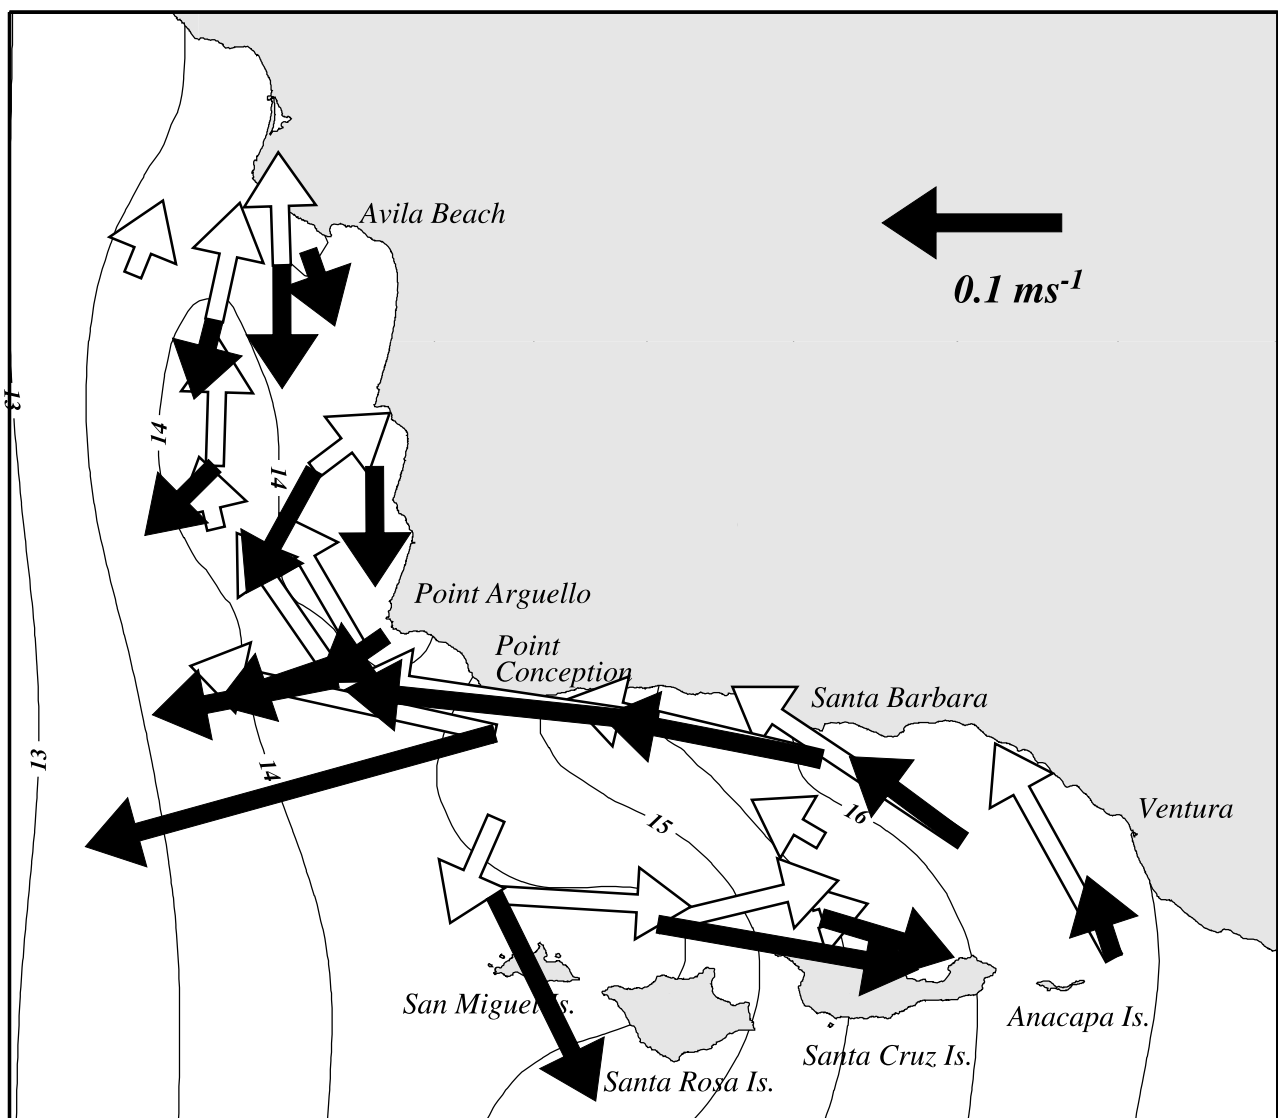 Avila Beach
0.1 ms-1
13
14
14
Point Arguello
Point
Conception
Santa Barbara
13
14
15
16
Ventura
San Miguel Is.
Anacapa Is.
Santa Cruz Is.
Santa Rosa Is.